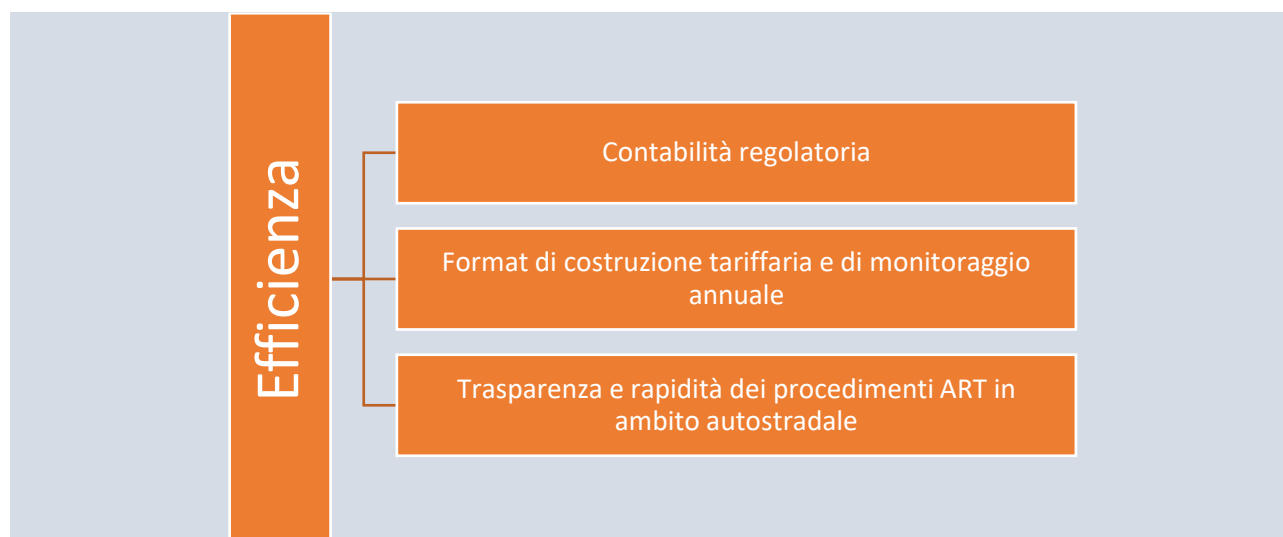 Efficienza
Contabilità regolatoria
Format di costruzione tariffaria e di monitoraggio
annuale
Trasparenza e rapidità dei procedimenti ART in
ambito autostradale